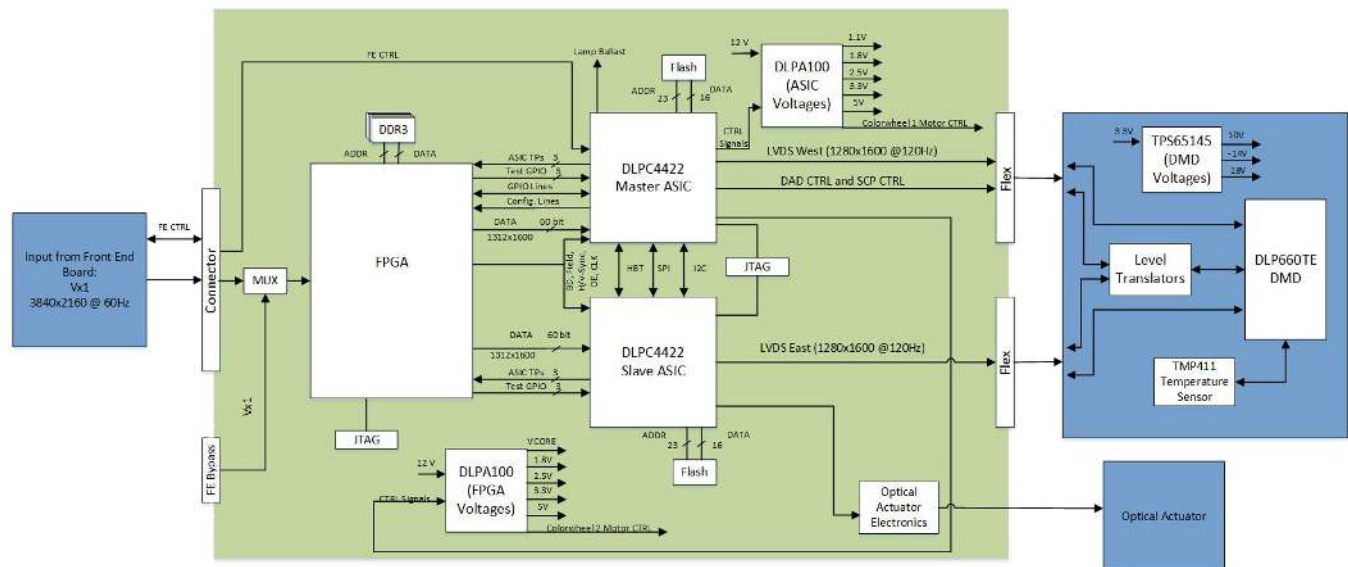 Input from Front End
Board:
Vx1
3840x2160 @ 60Hz
FE CTRL
Connector
FE Bypass
MUX
Vx1
FE CTRL
DDR3
ADDR
DATA
FPGA
JTAG
ASIC TPs 3
Test GPIO 3
GPIO Lines
Config. Lines
DATA 60 bit
1312x1600
H/V-Sync,
DE, CLK
DATA 60 bit
1312x1600
ASIC TPs 3
Test GPIO 3
Lamp Ballast
Flash
ADDR
23
DATA
16
DLPC4422
Master ASIC
HBT
SPI
I2C
JTAG
DLPC4422
Slave ASIC
ADDR
23
DATA
16
Flash
CTRL
Signals
12 V
DLPA100
(ASIC
Voltages)
1.1V
1.8V
2.5V
3.3V
5V
Colorwheel 1 Motor CTRL
LVDS West (1280x1600 @120Hz)
DAD CTRL and SCP CTRL
LVDS East (1280x1600 @120Hz)
CTRL Signals
12 V
DLPA100
(FPGA
Voltages)
VCORE
1.8V
2.5V
3.3V
5V
Colorwheel 2 Motor CTRL
Optical
Actuator
Electronics
Flex
Flex
3.3V
TPS65145
(DMD
Voltages)
10V
-14V
18V
Level
Translators
DLP660TE
DMD
TMP411
Temperature
Sensor
Optical Actuator